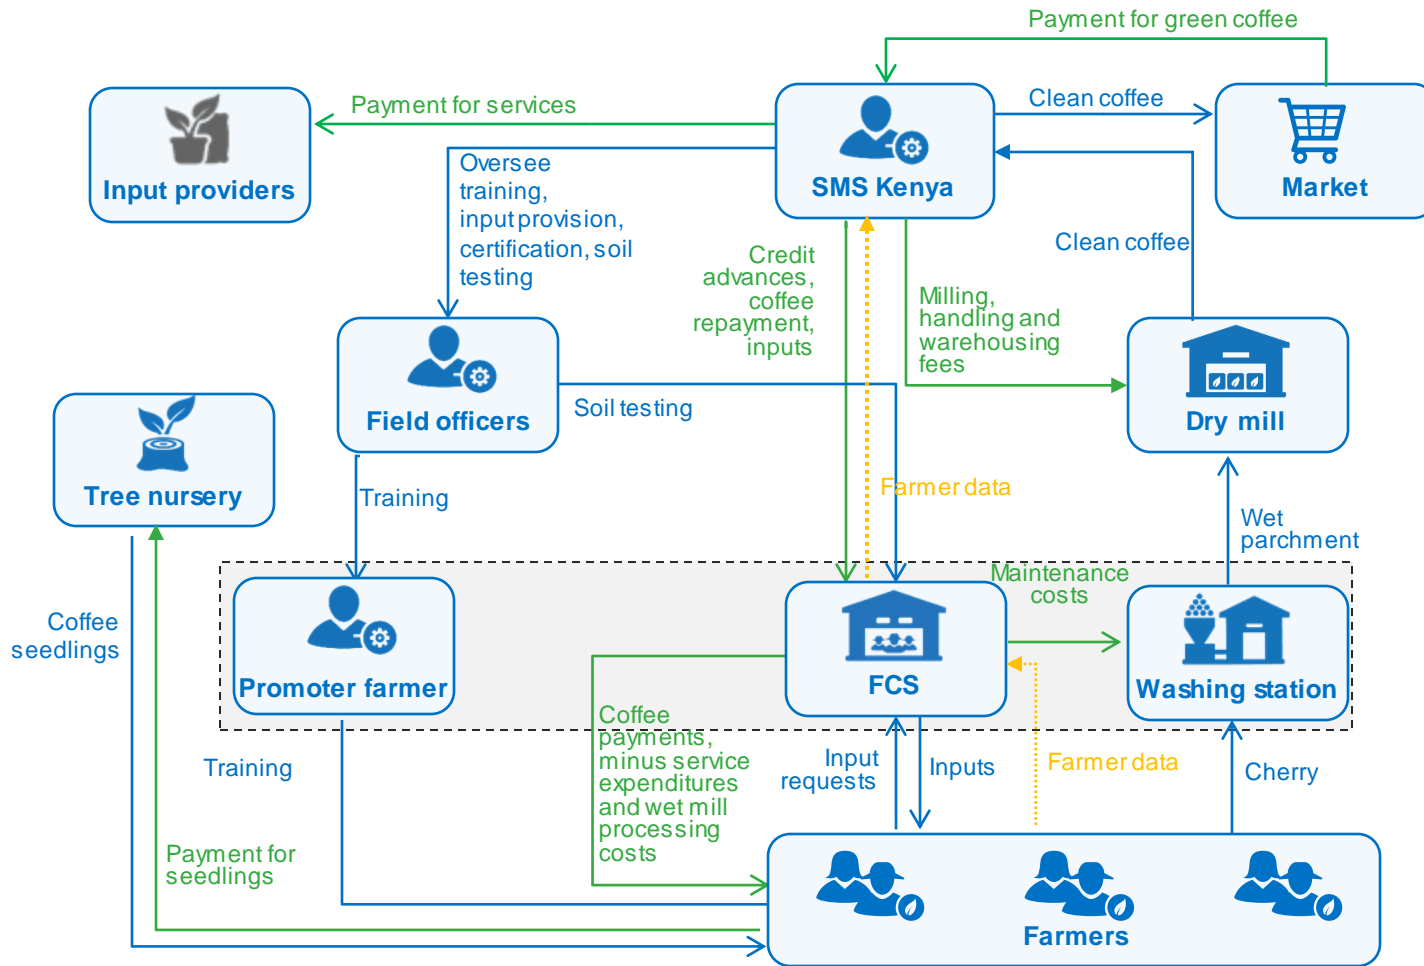 Payment for green coffee
Payment for services
Clean coffee
Input providers
SMS Kenya
Market
Oversee
training,
input provision,
certification, soil
testing
Clean coffee
Credit
advances,
coffee
repayment,
inputs
Milling,
handling and
warehousing
fees
Field officers
Soil testing
Dry mill
Tree nursery
Training
Farmer data
Wet
parchment
Maintenance
costs
Coffee
seedlings
Promoter farmer
FCS
Washing station
Coffee
payments,
minus service
expenditures
and wet mill
processing
costs
Training
Input
requests
Inputs
Farmer data
Cherry
Payment for
seedlings
Farmers